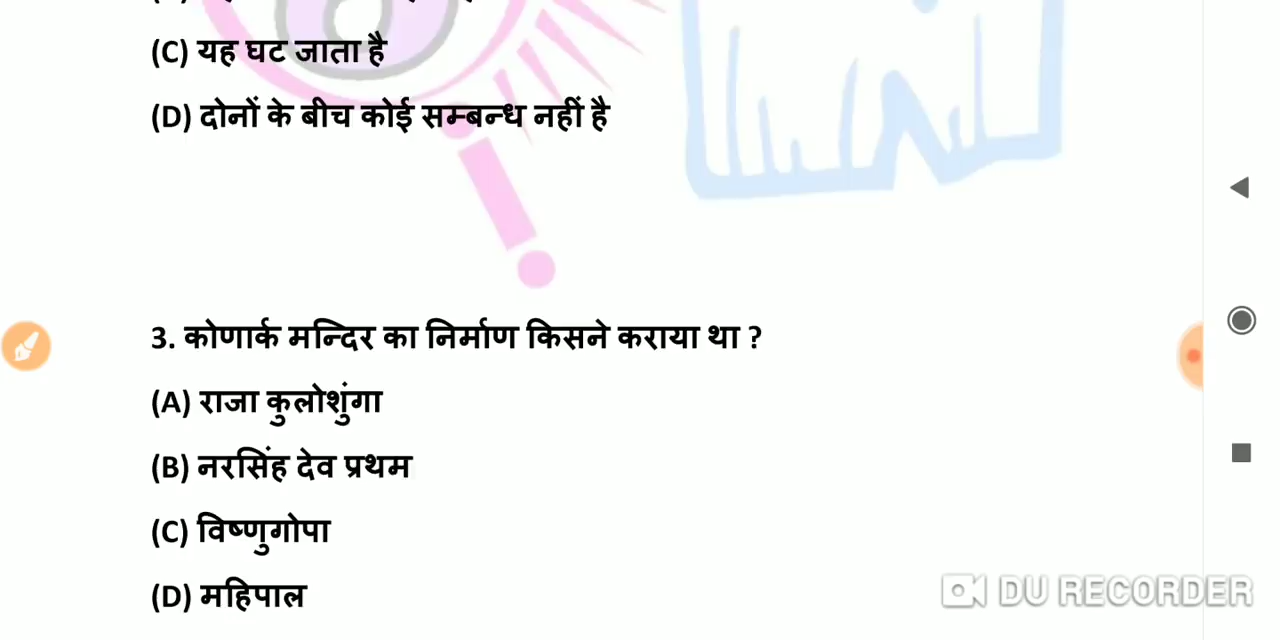 (C) यह घट जाता है
(D) दोनों के बीच कोई सम्बन्ध नहीं है
3. कोणार्क मन्दिर का निर्माण किसने कराया था ?
(A) राजा कुलोशुंगा
(B) नरसिंह देव प्रथम
(C) विष्णुगोपा
(D) महिपाल
DU RECORDER